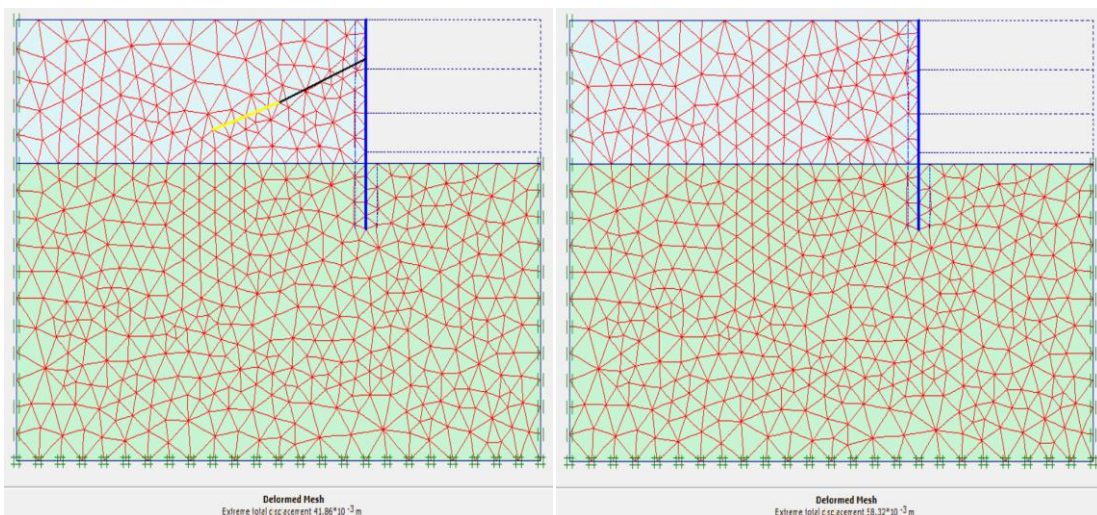 Deformed Mesh
Extreme total displacement 41.86*10 -3 m
Deformed Mesh
Extreme total displacement 58.32*10 -3 m